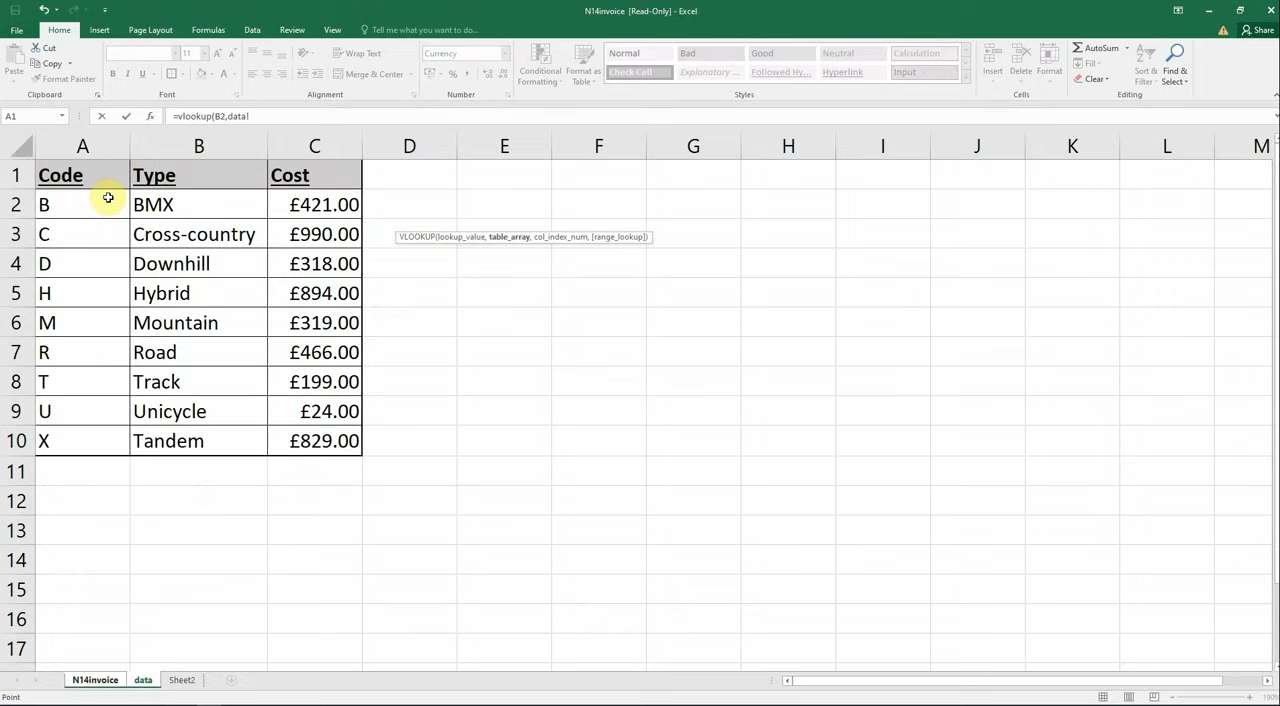 N14invoice [Read-Only] - Excel
File Home Insert Page Layout Formulas Data Review View Tell me what you want to do... Share
Paste Cut Copy Format Painter
11
Wrap Text
Merge & Center
Currency
Conditional Formatting
Format as Table
Normal Bad Good Neutral Calculation
Check Cell Explanatory ... Followed Hy... Hyperlink Input
Insert Delete Format
AutoSum
Fill
Clear
Sort & Filter
Find & Select
Clipboard Font Alignment Number Styles Cells Editing
A1 =vlookup(B2,data!
A B C D E F G H I J K L M
1 Code Type Cost
2 B BMX £421.00
3 C Cross-country £990.00
VLOOKUP(lookup_value, table_array, col_index_num, [range_lookup])
4 D Downhill £318.00
5 H Hybrid £894.00
6 M Mountain £319.00
7 R Road £466.00
8 T Track £199.00
9 U Unicycle £24.00
10 X Tandem £829.00
11
12
13
14
15
16
17
N14invoice data Sheet2
Point 190%